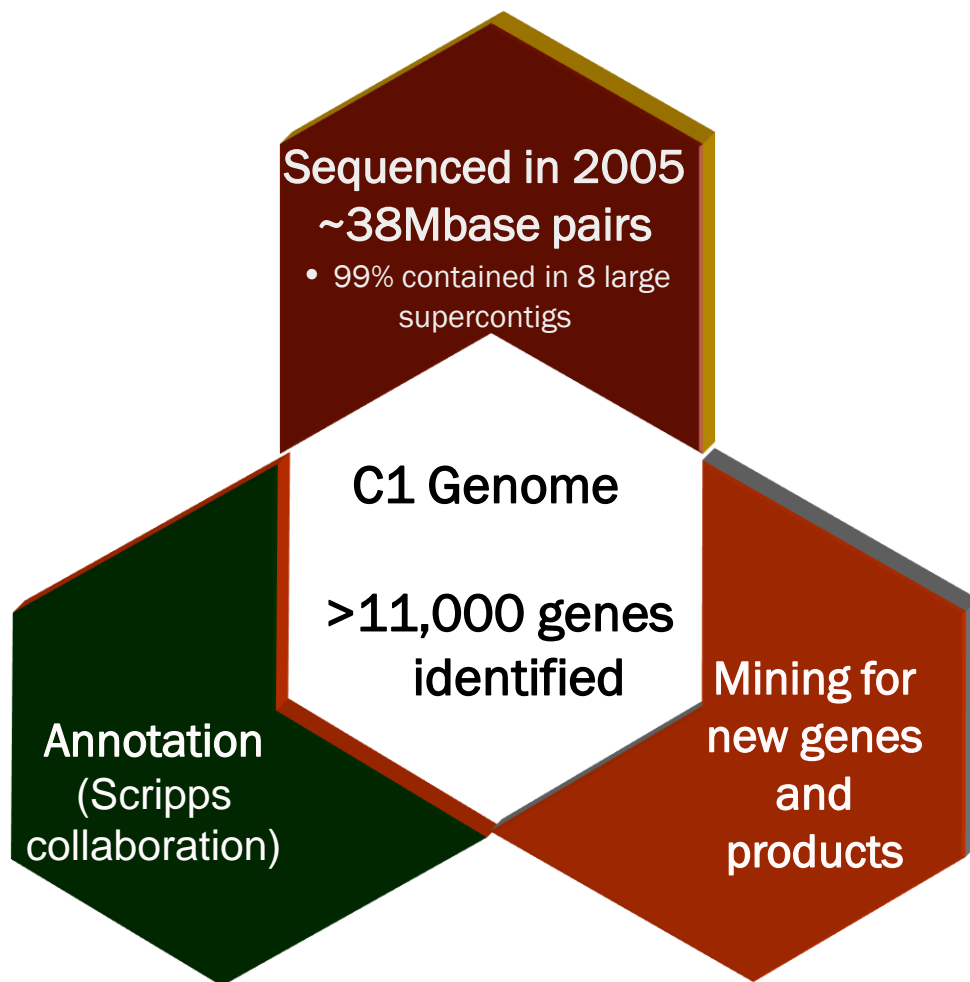 Sequenced in 2005
~38Mbase pairs
• 99% contained in 8 large
supercontigs
C1 Genome
>11,000 genes
identified
Annotation
(Scripps
collaboration)
Mining for
new genes
and
products